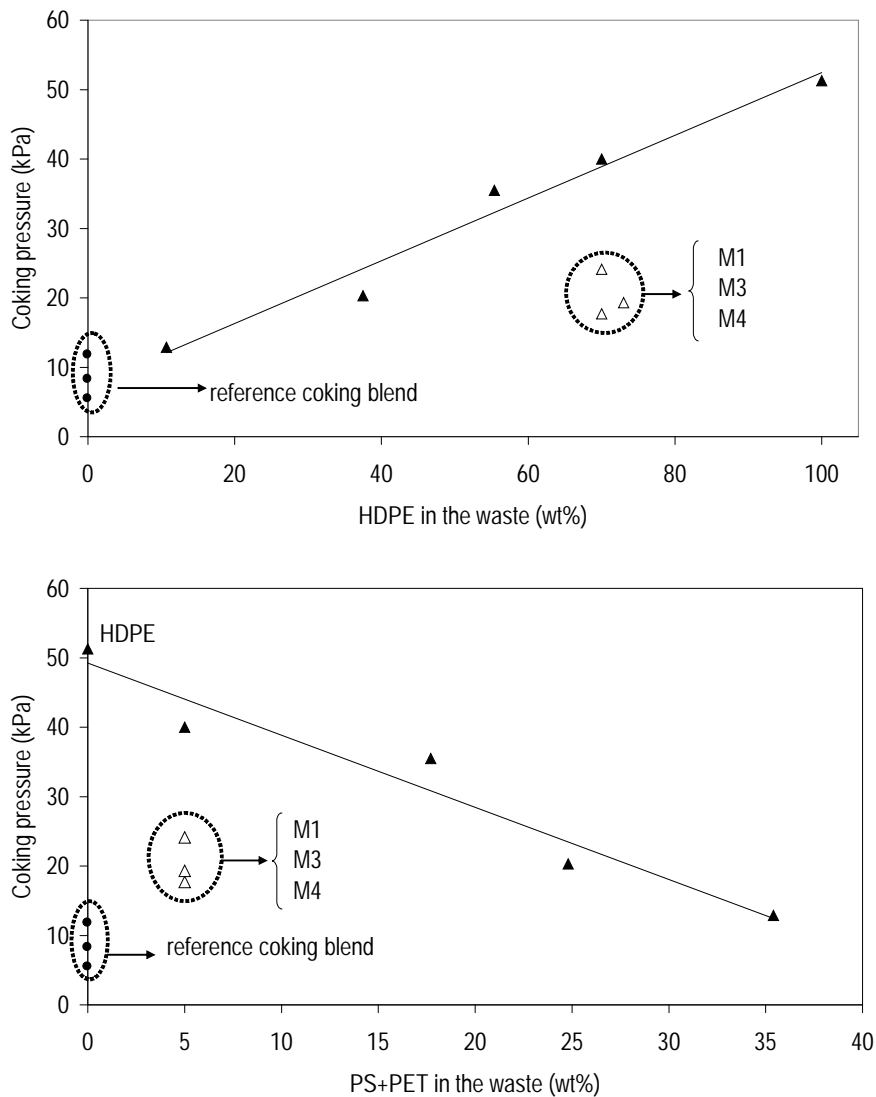 60
50
40
30
20
10
0
Coking pressure (kPa)
M1
M3
M4
reference coking blend
0 20 40 60 80 100
HDPE in the waste (wt%)
60
50
40
30
20
10
0
Coking pressure (kPa)
HDPE
M1
M3
M4
reference coking blend
0 5 10 15 20 25 30 35 40
PS+PET in the waste (wt%)